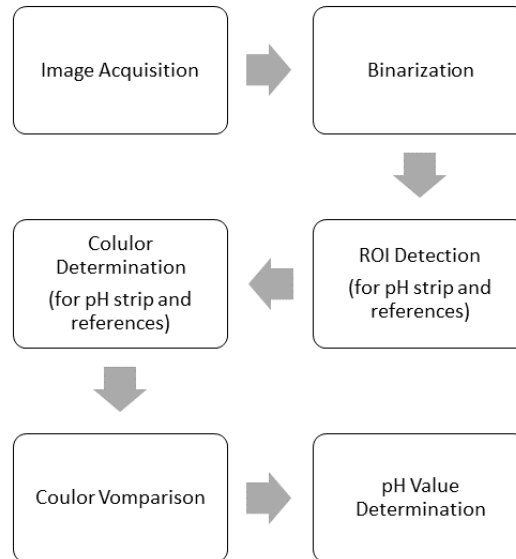 Image Acquisition
Binarization
ROI Detection
(for pH strip and
references)
Colulor
Determination
(for pH strip and
references)
Coulor Vomparison
pH Value
Determination